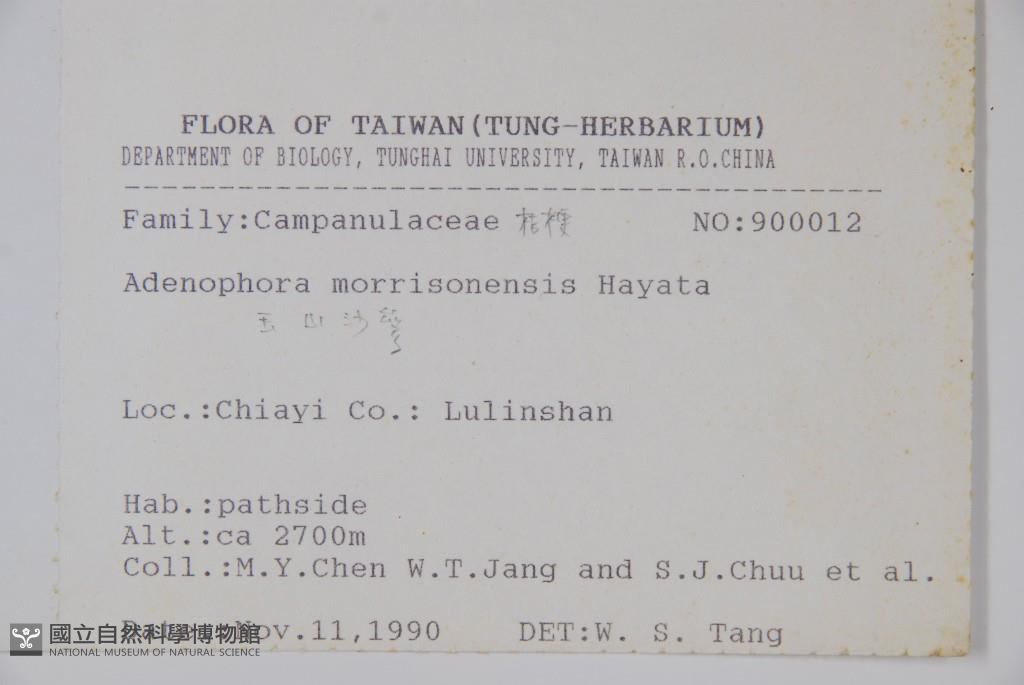 FLORA OF TAIWAN(TUNG-HERBARIUM)
DEPARTMENT OF BIOLOGY, TUNGHAI UNIVERSITY, TAIWAN R.O.CHINA
Family:Campanulaceae 桔梗 NO:900012
Adenophora morrisonensis Hayata
玉山沙參
Loc.:Chiayi Co.: Lulinshan
Hab.:pathside
Alt.:ca 2700m
Coll.:M.Y.Chen W.T.Jang and S.J.Chuu et al.
Date:Nov.11,1990 DET:W. S. Tang
國立自然科學博物館
NATIONAL MUSEUM OF NATURAL SCIENCE